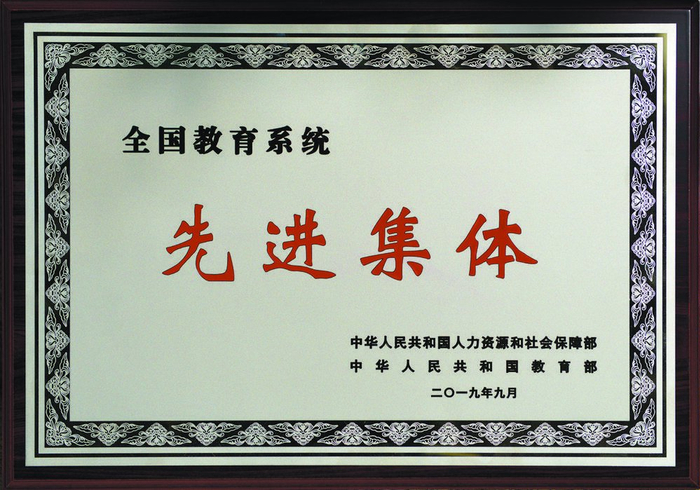 全国教育系统
先进集体
中华人民共和国人力资源和社会保障部
中华人民共和国教育部
二〇一九年九月